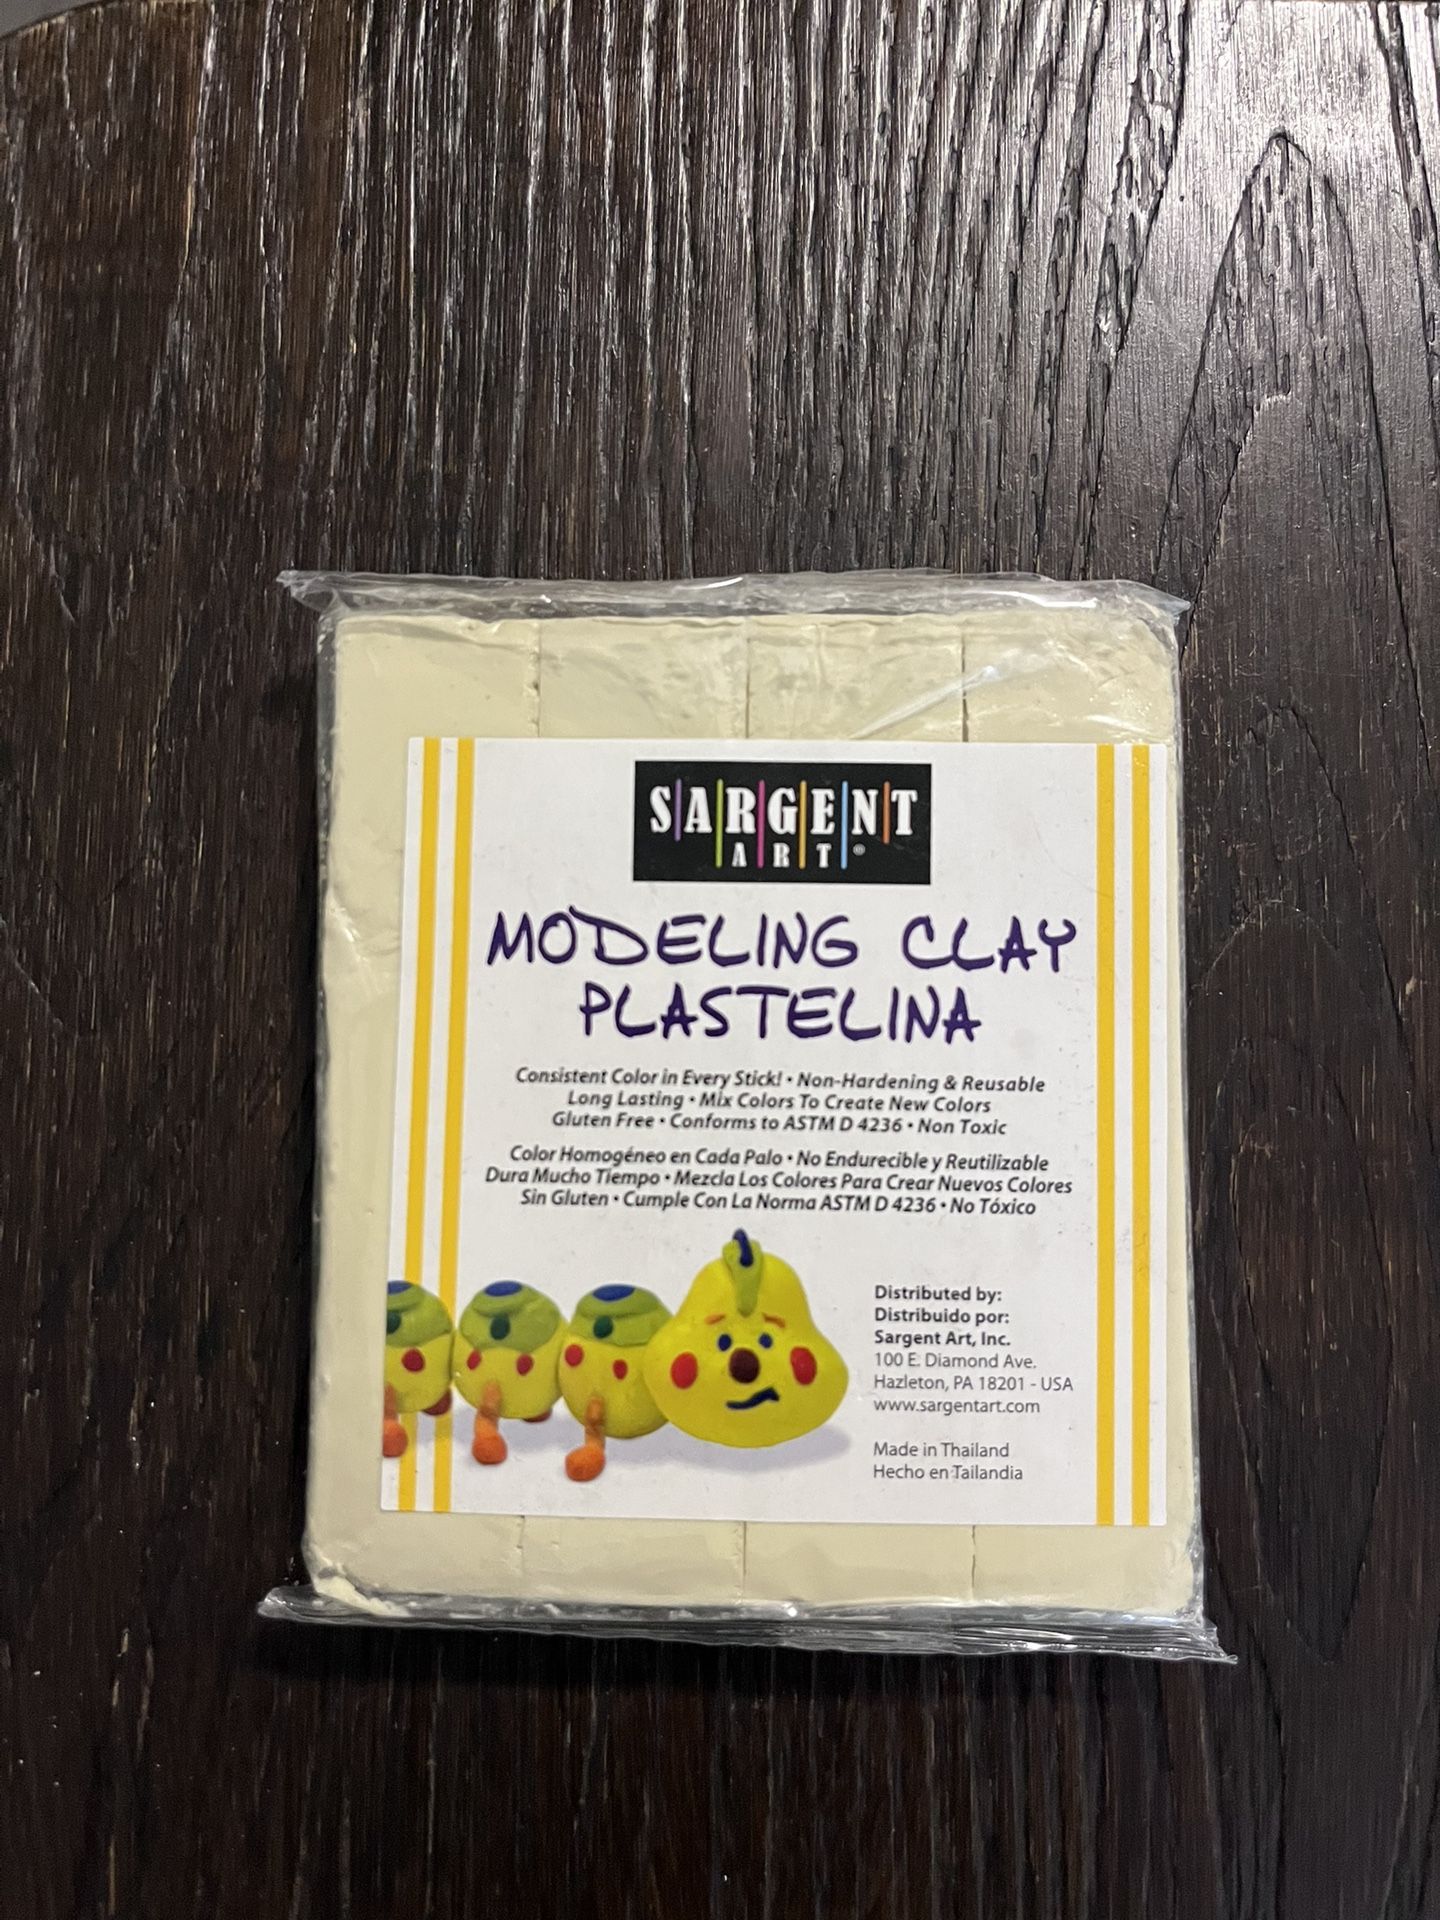 SARGENT
ART®
MODELING CLAY
PLASTELINA
Consistent Color in Every Stick! • Non-Hardening & Reusable
Long Lasting • Mix Colors To Create New Colors
Gluten Free • Conforms to ASTM D 4236 • Non Toxic
Color Homogéneo en Cada Palo • No Endurecible y Reutilizable
Dura Mucho Tiempo • Mezcla Los Colores Para Crear Nuevos Colores
Sin Gluten • Cumple Con La Norma ASTM D 4236 • No Tóxico
Distributed by:
Distribuido por:
Sargent Art, Inc.
100 E. Diamond Ave.
Hazleton, PA 18201 - USA
www.sargentart.com
Made in Thailand
Hecho en Tailandia